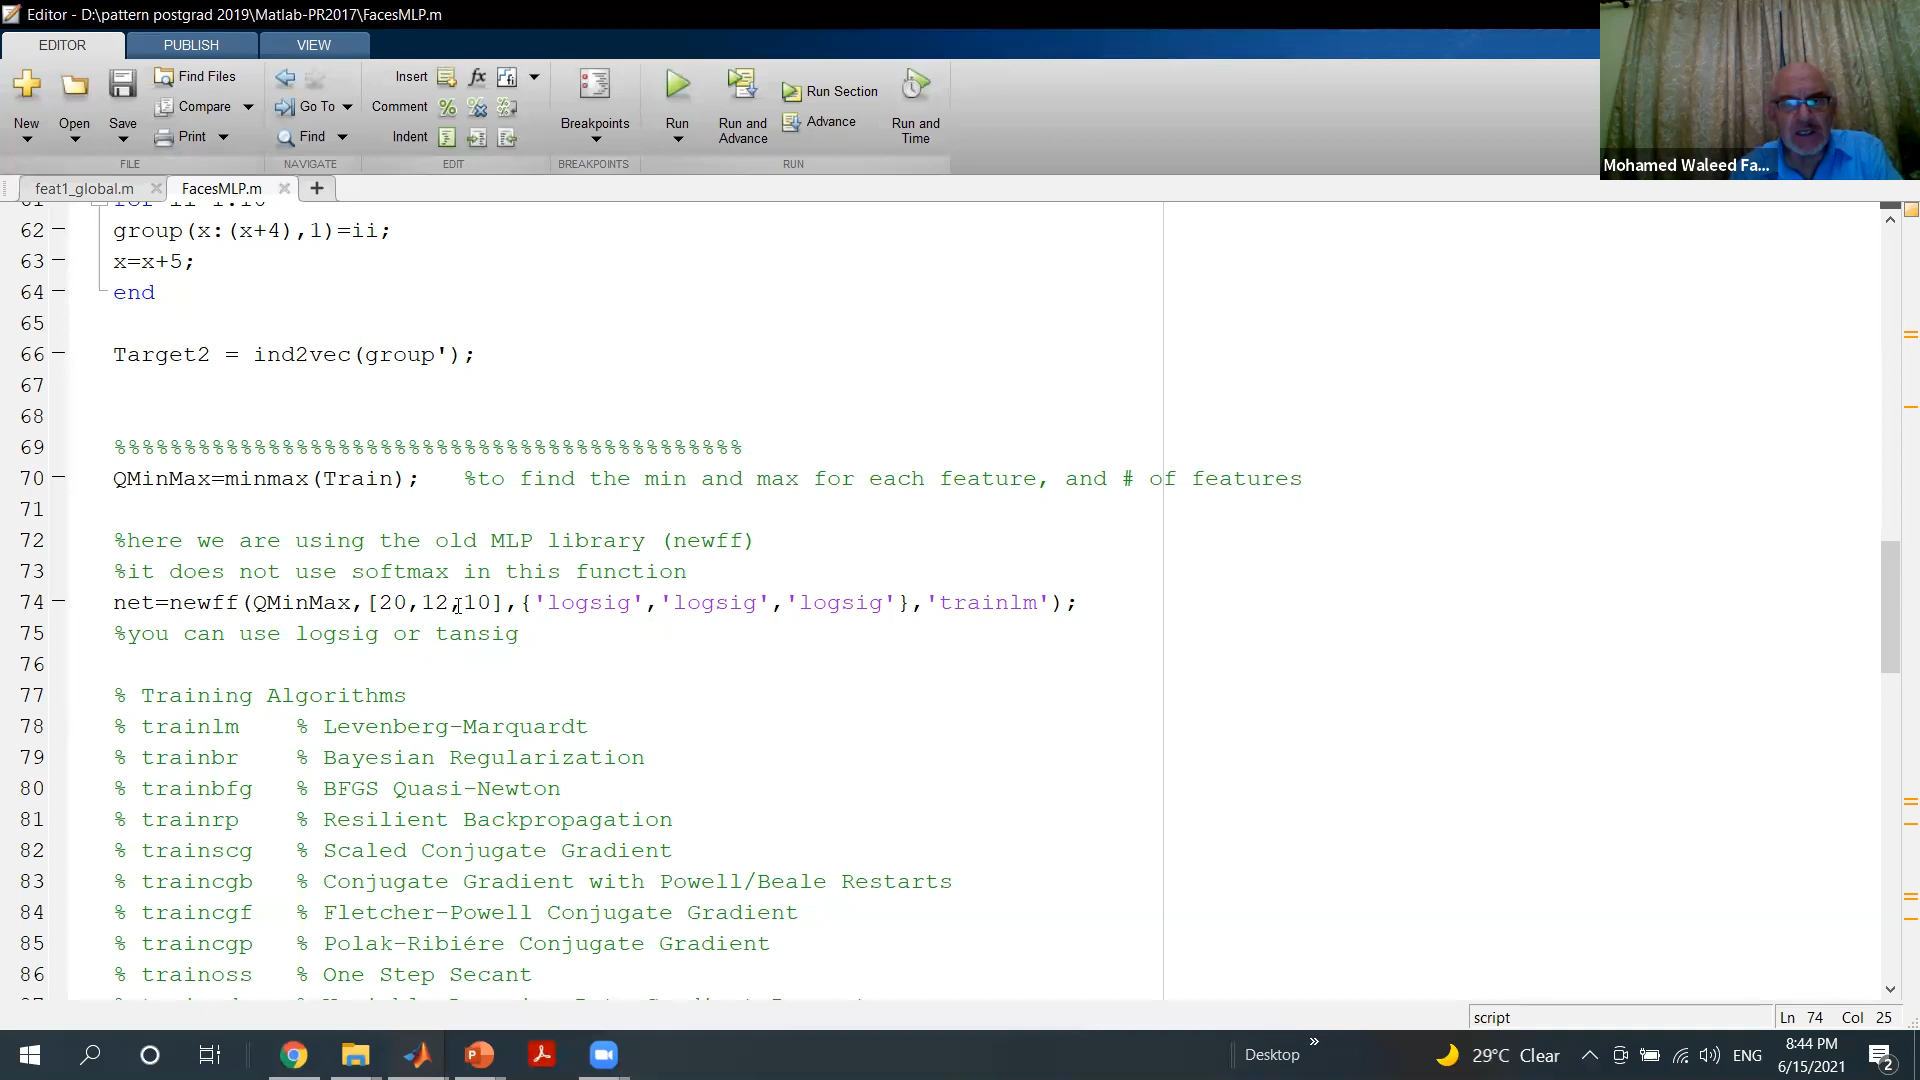 Editor - D:\pattern postgrad 2019\Matlab-PR2017\FacesMLP.m
EDITOR PUBLISH VIEW
New Open Save Find Files Compare Print
Go To Find
Insert Comment Indent
Breakpoints
Run Run and Advance Run Section Advance Run and Time
FILE NAVIGATE EDIT BREAKPOINTS RUN
Mohamed Waleed Fa...
feat1_global.m FacesMLP.m
62 group(x:(x+4),1)=ii;
63 x=x+5;
64 end
65
66 Target2 = ind2vec(group');
67
68
69 %%%%%%%%%%%%%%%%%%%%%%%%%%%%%%%%%%%%%%%%%%%%%
70 QMinMax=minmax(Train); %to find the min and max for each feature, and # of features
71
72 %here we are using the old MLP library (newff)
73 %it does not use softmax in this function
74 net=newff(QMinMax,[20,12,10],{'logsig','logsig','logsig'},'trainlm');
75 %you can use logsig or tansig
76
77 % Training Algorithms
78 % trainlm % Levenberg-Marquardt
79 % trainbr % Bayesian Regularization
80 % trainbfg % BFGS Quasi-Newton
81 % trainrp % Resilient Backpropagation
82 % trainscg % Scaled Conjugate Gradient
83 % traincgb % Conjugate Gradient with Powell/Beale Restarts
84 % traincgf % Fletcher-Powell Conjugate Gradient
85 % traincgp % Polak-Ribiére Conjugate Gradient
86 % trainoss % One Step Secant
script Ln 74 Col 25
Desktop 29°C Clear ENG 8:44 PM
6/15/2021 2